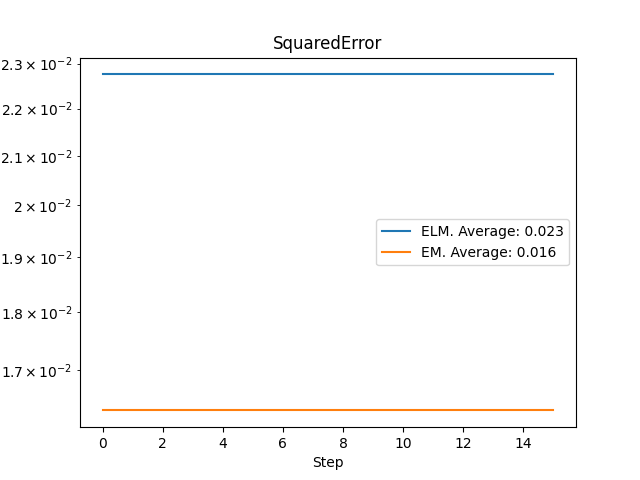 SquaredError
2.3 × 10⁻²
2.2 × 10⁻²
2.1 × 10⁻²
2 × 10⁻²
1.9 × 10⁻²
1.8 × 10⁻²
1.7 × 10⁻²
ELM. Average: 0.023
EM. Average: 0.016
0 2 4 6 8 10 12 14
Step